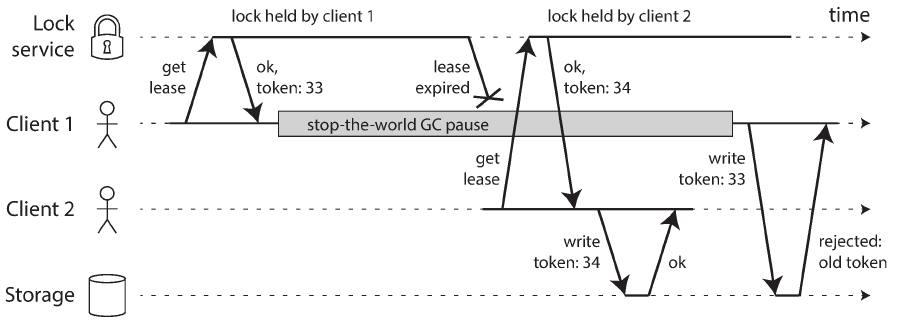 Lock
service
lock held by client 1
lock held by client 2
time
get
lease
ok,
token: 33
lease
expired
ok,
token: 34
Client 1
stop-the-world GC pause
get
lease
write
token: 33
Client 2
write
token: 34
ok
rejected:
old token
Storage